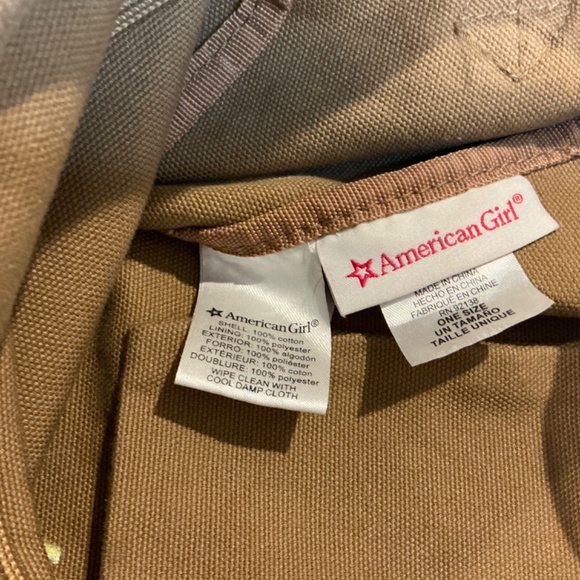 American Girl®
SHELL: 100% cotton
LINING: 100% polyester
EXTERIOR: 100% algodón
FORRO: 100% poliéster
EXTÉRIEUR: 100% coton
DOUBLURE: 100% polyester
WIPE CLEAN WITH
COOL DAMP CLOTH
American Girl®
MADE IN CHINA
HECHO EN CHINA
FABRIQUÉ EN CHINE
RN 92138
ONE SIZE
UN TAMAÑO
TAILLE UNIQUE